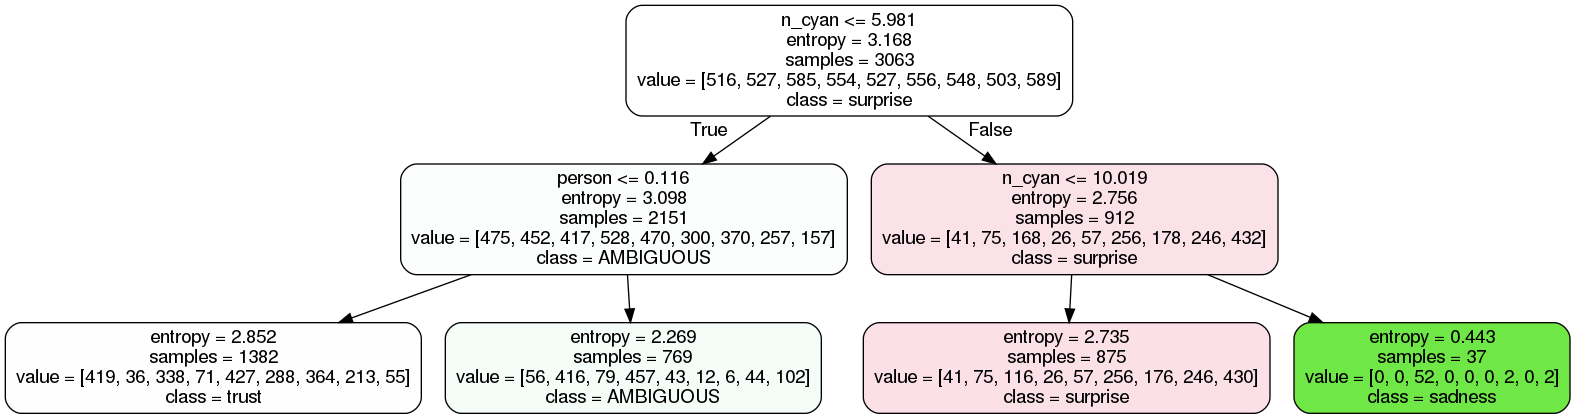 n_cyan <= 5.981
entropy = 3.168
samples = 3063
value = [516, 527, 585, 554, 527, 556, 548, 503, 589]
class = surprise
True
False
person <= 0.116
entropy = 3.098
samples = 2151
value = [475, 452, 417, 528, 470, 300, 370, 257, 157]
class = AMBIGUOUS
n_cyan <= 10.019
entropy = 2.756
samples = 912
value = [41, 75, 168, 26, 57, 256, 178, 246, 432]
class = surprise
entropy = 2.852
samples = 1382
value = [419, 36, 338, 71, 427, 288, 364, 213, 55]
class = trust
entropy = 2.269
samples = 769
value = [56, 416, 79, 457, 43, 12, 6, 44, 102]
class = AMBIGUOUS
entropy = 2.735
samples = 875
value = [41, 75, 116, 26, 57, 256, 176, 246, 430]
class = surprise
entropy = 0.443
samples = 37
value = [0, 0, 52, 0, 0, 0, 2, 0, 2]
class = sadness